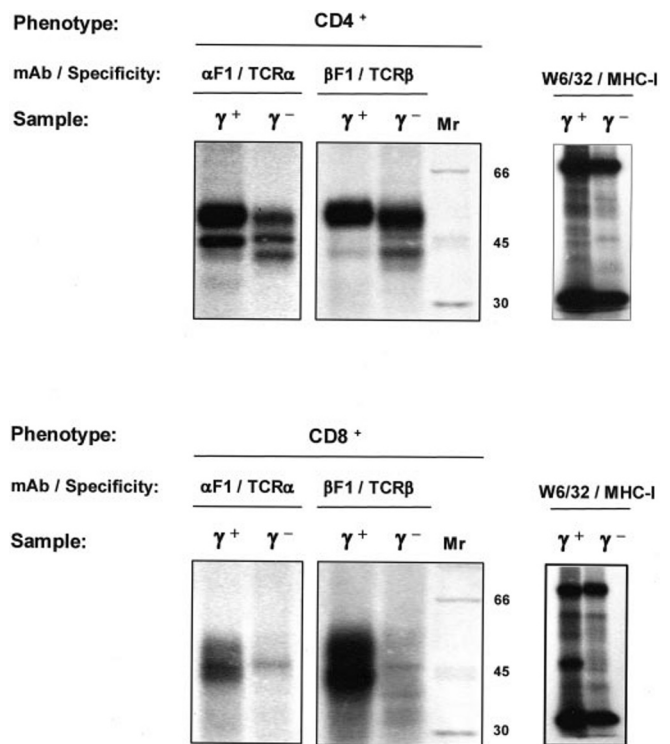 Phenotype: CD4 +
mAb / Specificity: αF1 / TCRα βF1 / TCRβ W6/32 / MHC-I
Sample: γ + γ − γ + γ − Mr γ + γ −
66
45
30
Phenotype: CD8 +
mAb / Specificity: αF1 / TCRα βF1 / TCRβ W6/32 / MHC-I
Sample: γ + γ − γ + γ − Mr γ + γ −
66
45
30